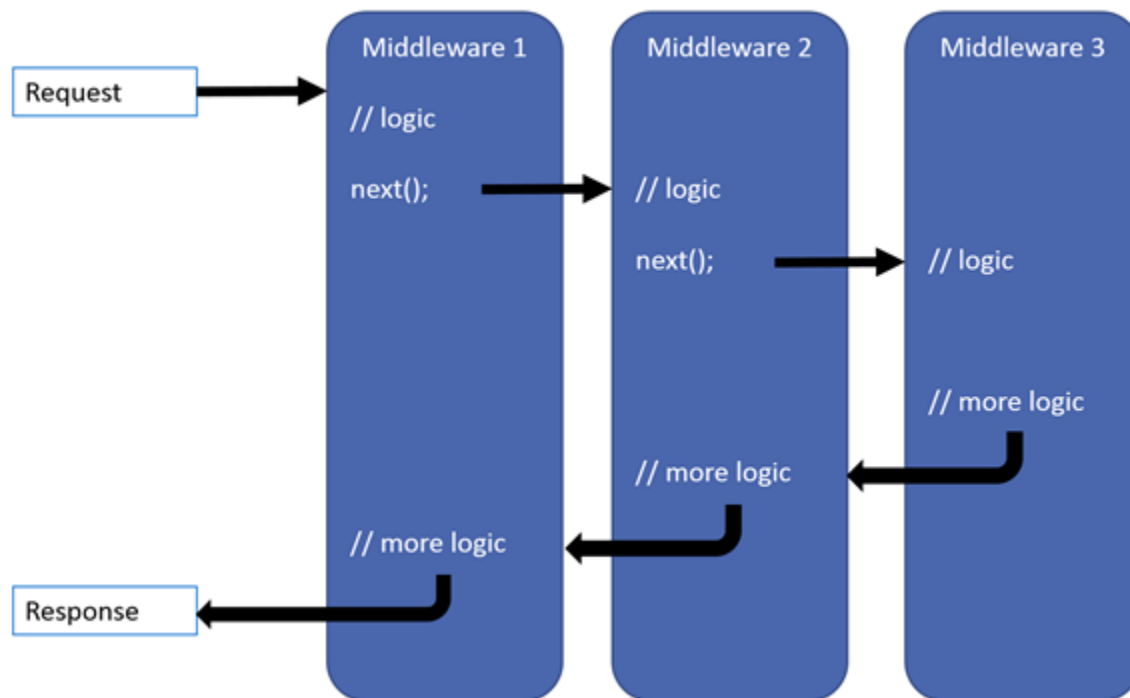 Middleware 1
Middleware 2
Middleware 3
Request
// logic
next();
// logic
next();
// logic
// more logic
// more logic
// more logic
Response